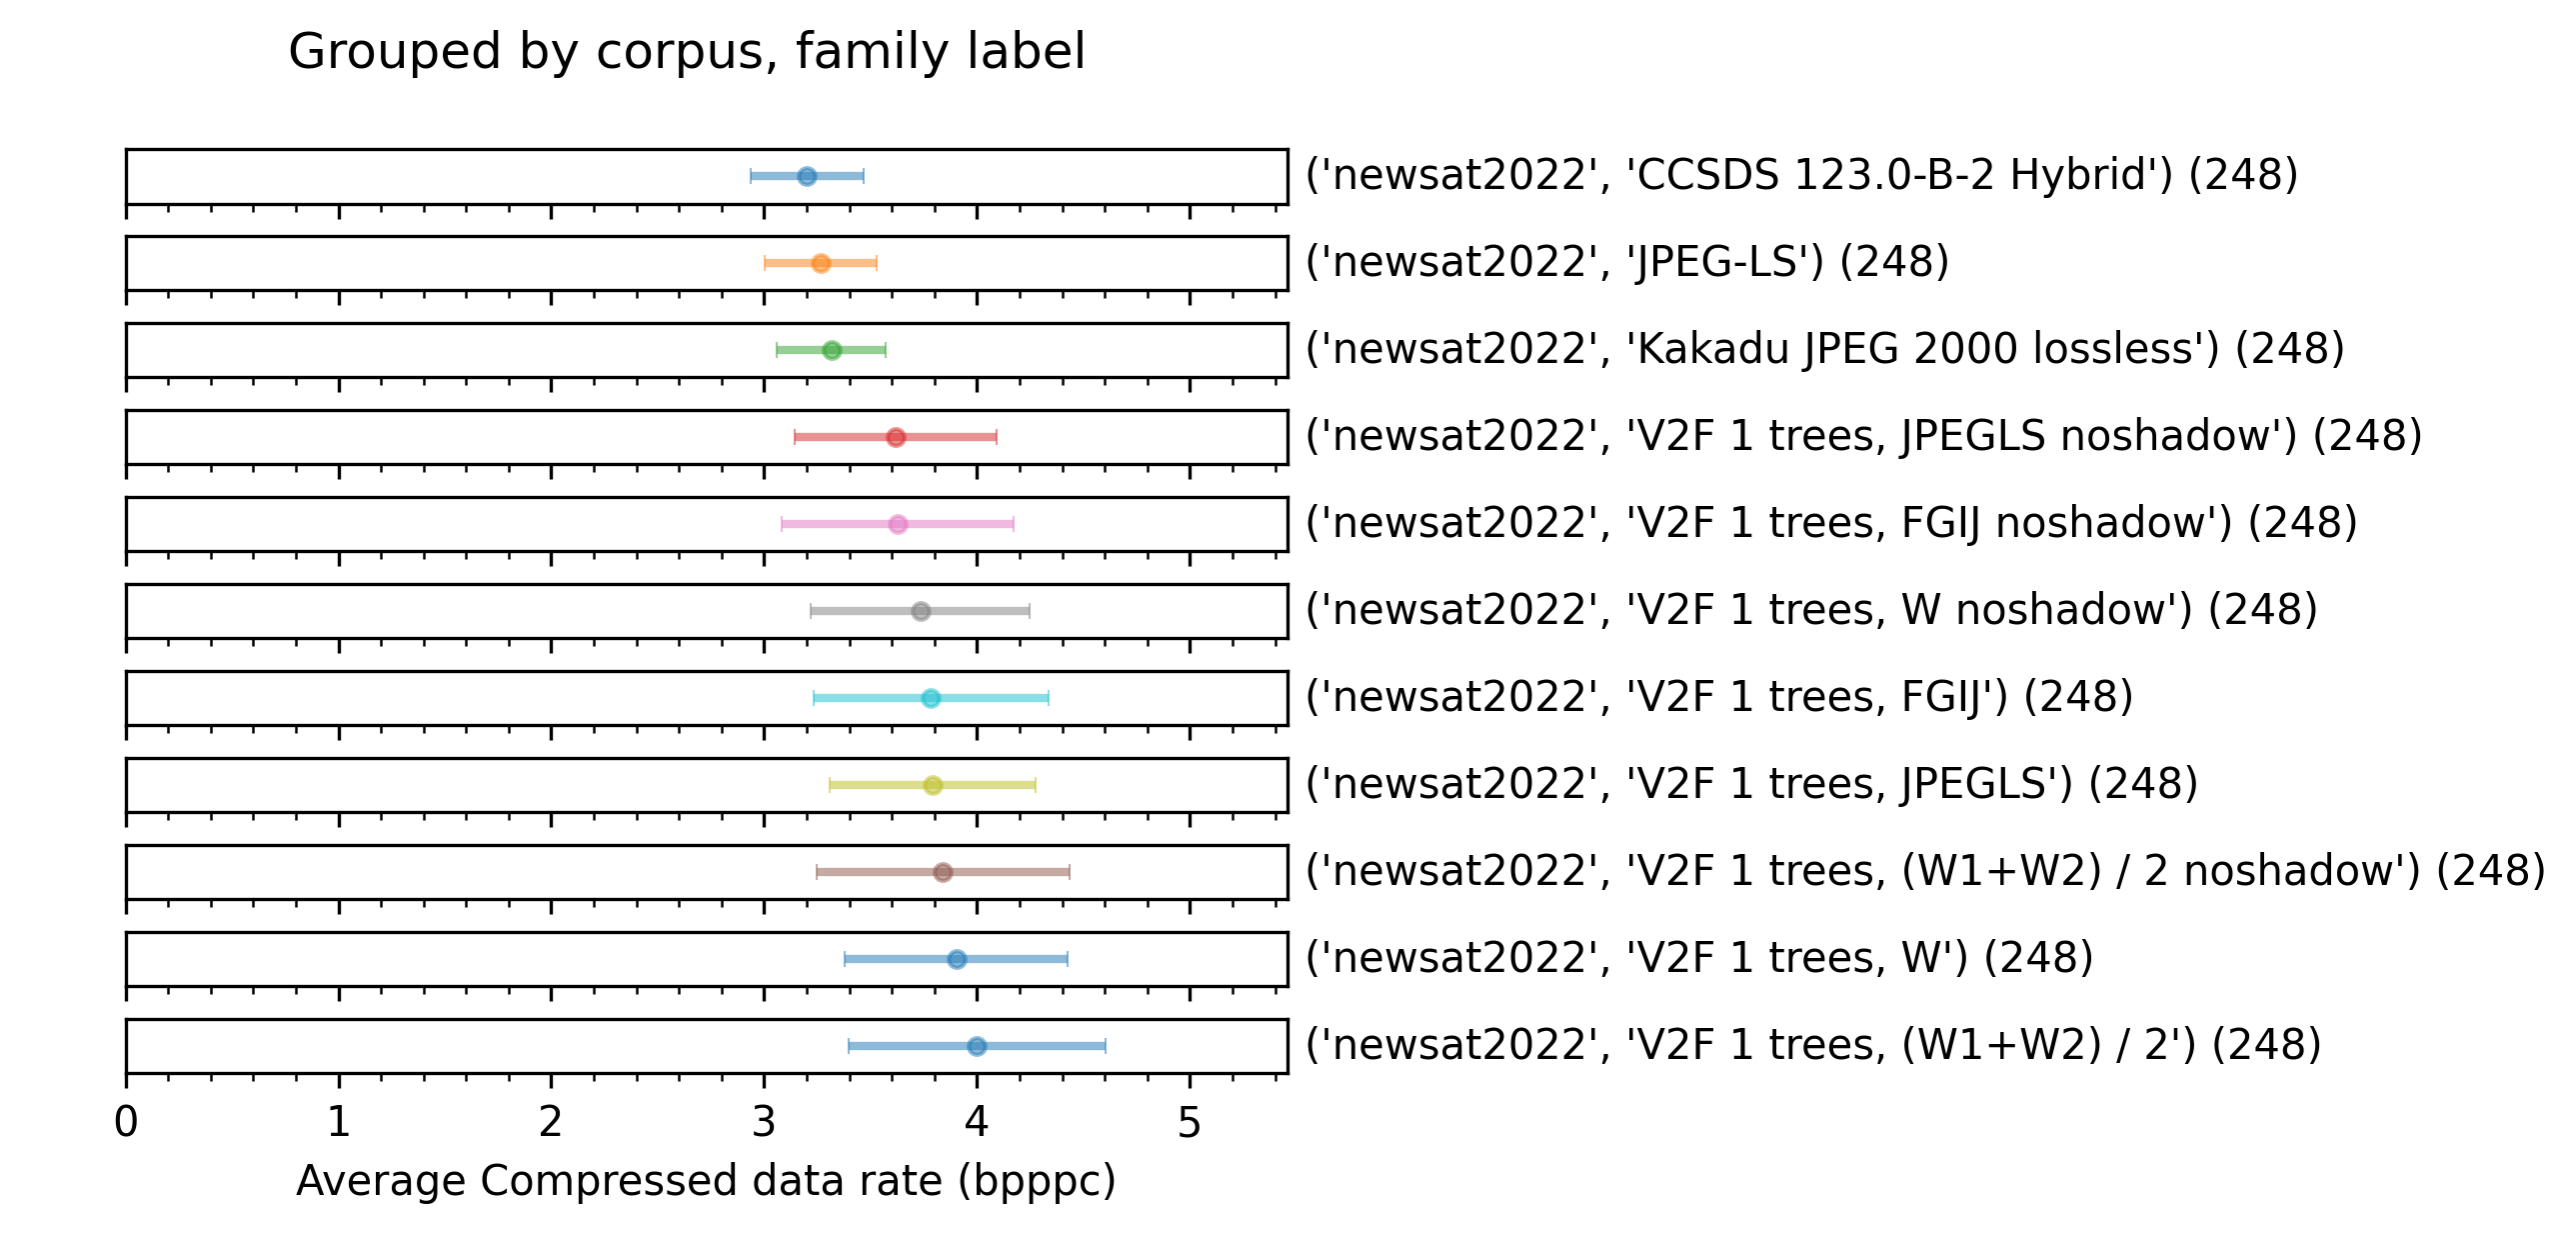 Grouped by corpus, family label
('newsat2022', 'CCSDS 123.0-B-2 Hybrid') (248)
('newsat2022', 'JPEG-LS') (248)
('newsat2022', 'Kakadu JPEG 2000 lossless') (248)
('newsat2022', 'V2F 1 trees, JPEGLS noshadow') (248)
('newsat2022', 'V2F 1 trees, FGIJ noshadow') (248)
('newsat2022', 'V2F 1 trees, W noshadow') (248)
('newsat2022', 'V2F 1 trees, FGIJ') (248)
('newsat2022', 'V2F 1 trees, JPEGLS') (248)
('newsat2022', 'V2F 1 trees, (W1+W2) / 2 noshadow') (248)
('newsat2022', 'V2F 1 trees, W') (248)
('newsat2022', 'V2F 1 trees, (W1+W2) / 2') (248)
0 1 2 3 4 5
Average Compressed data rate (bpppc)